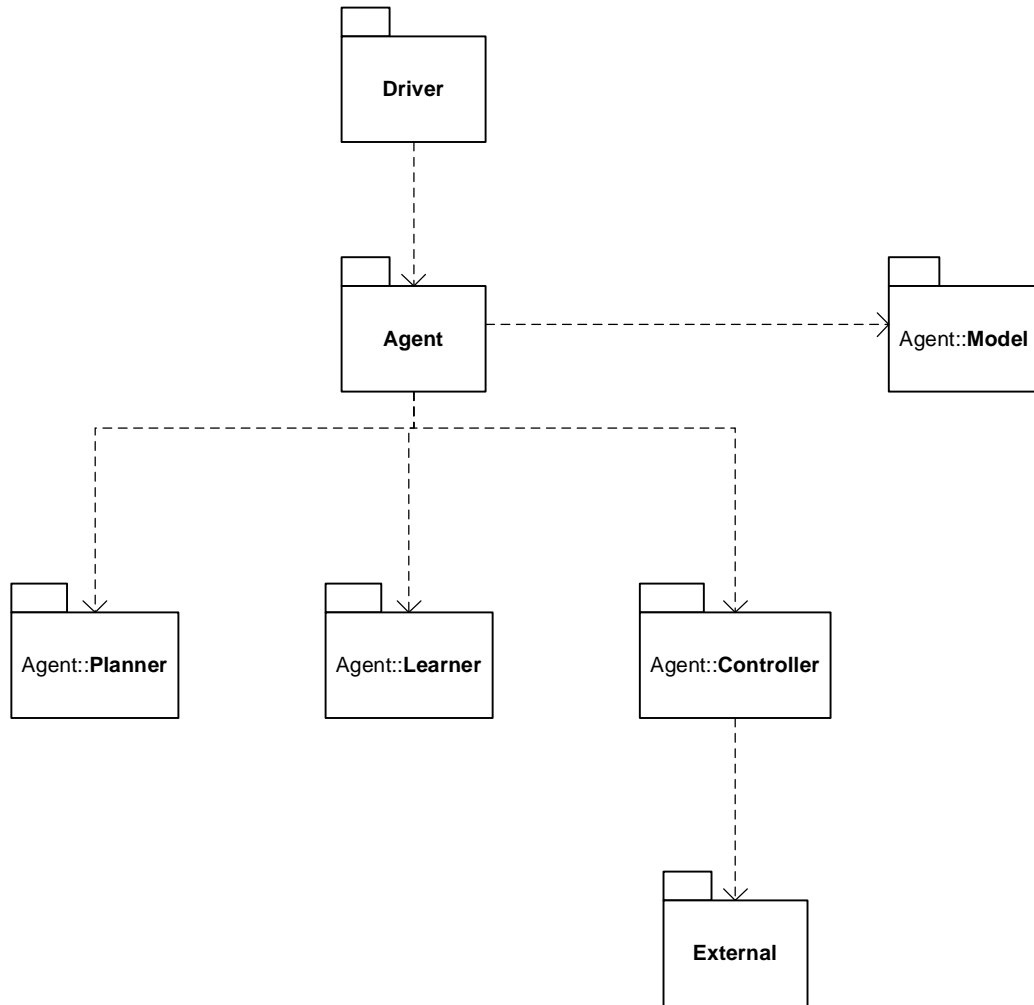 Driver
Agent
Agent::Model
Agent::Planner
Agent::Learner
Agent::Controller
External